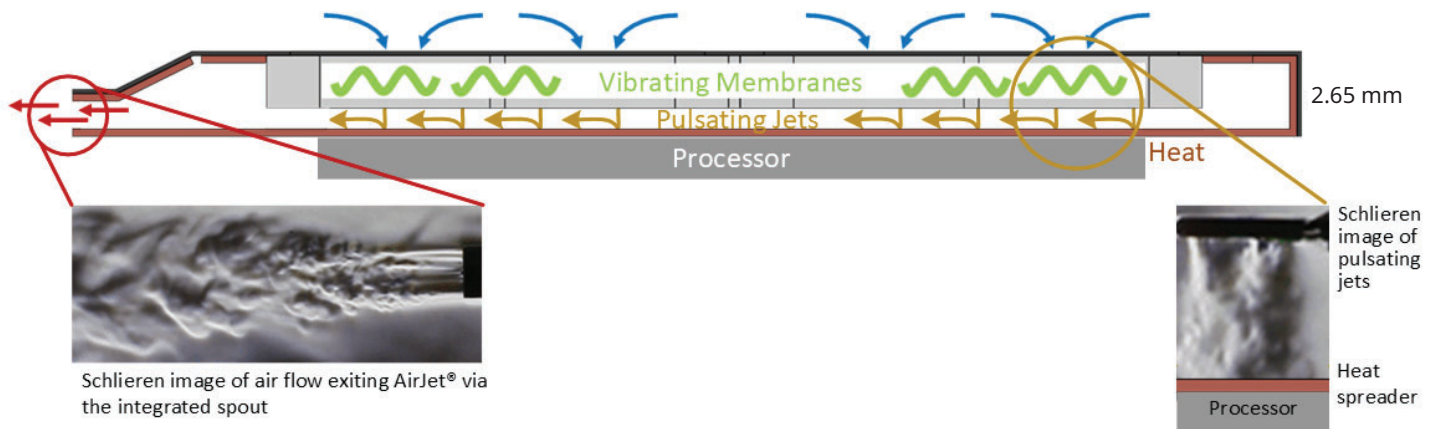 Vibrating Membranes
2.65 mm
Pulsating Jets
Processor
Heat
Schlieren
image of
pulsating
jets
Schlieren image of air flow exiting AirJet® via
the integrated spout
Heat
spreader
Processor